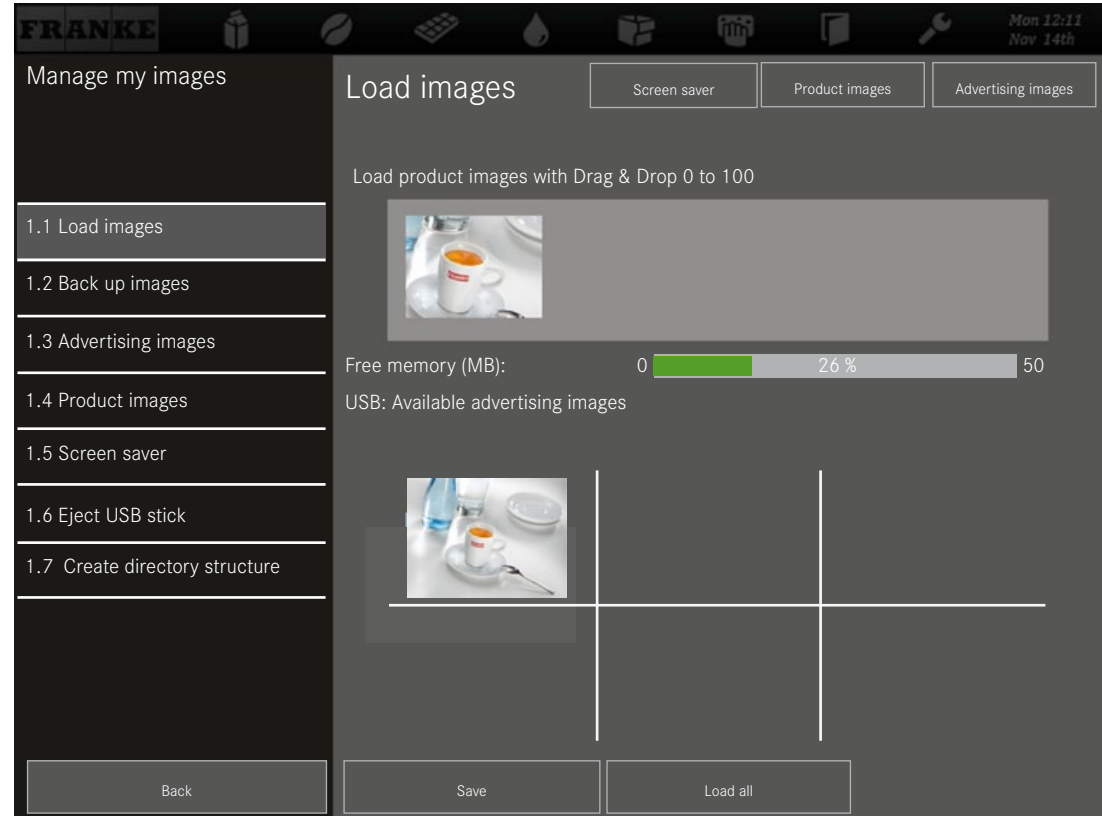 FRANKE
Mon 12:11
Nov 14th
Manage my images
1.1 Load images
1.2 Back up images
1.3 Advertising images
1.4 Product images
1.5 Screen saver
1.6 Eject USB stick
1.7 Create directory structure
Back
Load images
Screen saver
Product images
Advertising images
Load product images with Drag & Drop 0 to 100
Free memory (MB): 0 26 % 50
USB: Available advertising images
Save
Load all